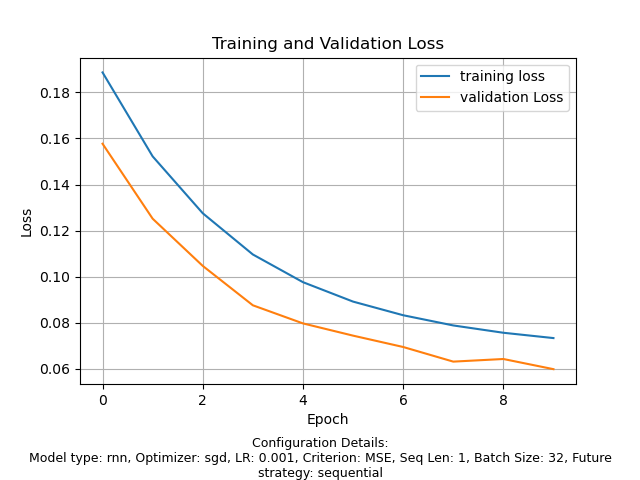 Training and Validation Loss
training loss
validation Loss
0.18
0.16
0.14
0.12
0.10
0.08
0.06
Loss
0
2
4
6
8
Epoch
Configuration Details:
Model type: rnn, Optimizer: sgd, LR: 0.001, Criterion: MSE, Seq Len: 1, Batch Size: 32, Future
strategy: sequential